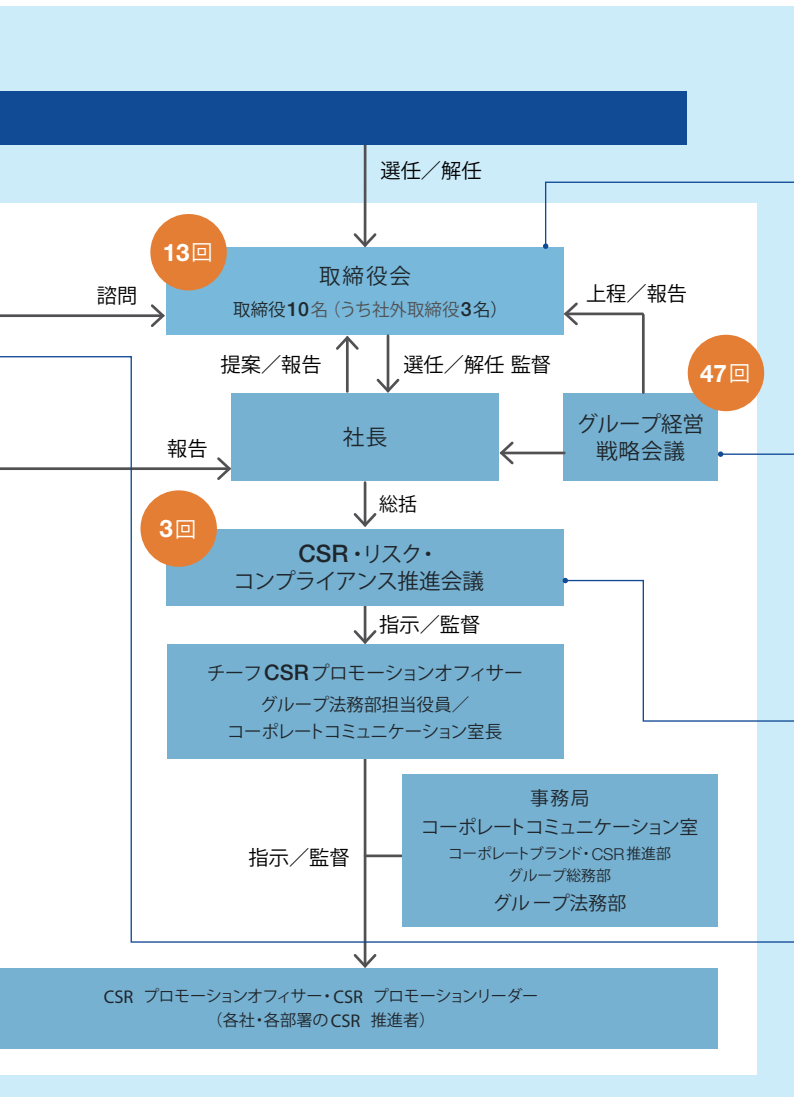 選任／解任
13回
取締役会
取締役10名（うち社外取締役3名）
諮問
上程／報告
提案／報告
選任／解任 監督
47回
グループ経営
戦略会議
社長
報告
総括
3回
CSR・リスク・
コンプライアンス推進会議
指示／監督
チーフCSRプロモーションオフィサー
グループ法務部担当役員／
コーポレートコミュニケーション室長
事務局
コーポレートコミュニケーション室
コーポレートブランド・CSR推進部
グループ総務部
グループ法務部
指示／監督
CSR プロモーションオフィサー・CSR プロモーションリーダー
（各社・各部署のCSR 推進者）